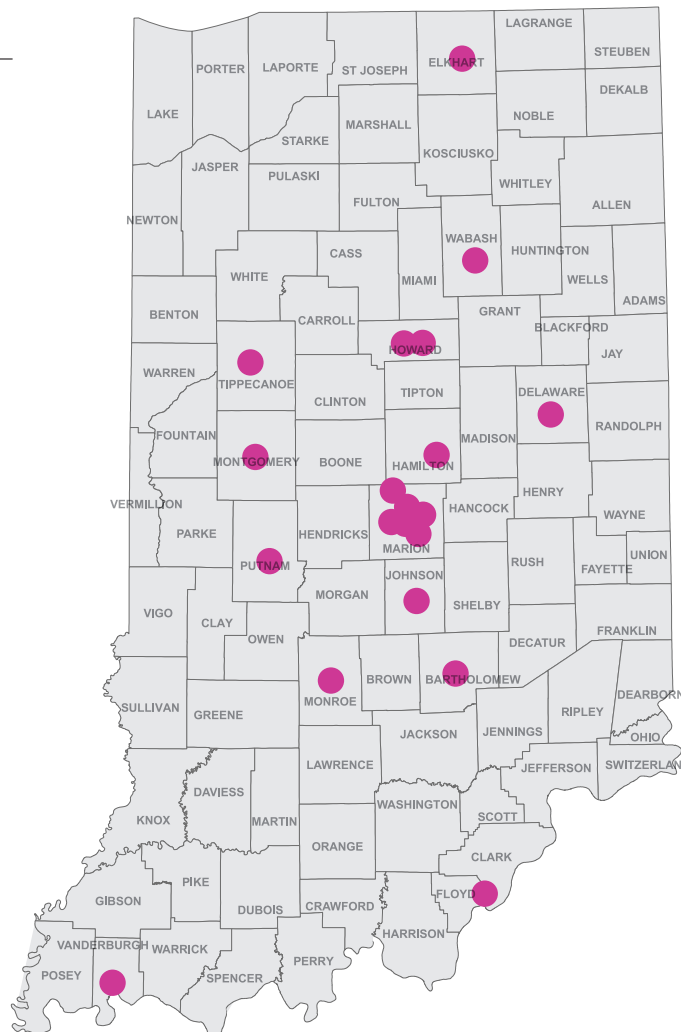 LAGRANGE
STEUBEN
ELKHART
PORTER
LAPORTE
ST JOSEPH
DEKALB
LAKE
NOBLE
MARSHALL
STARKE
KOSCIUSKO
JASPER
PULASKI
WHITLEY
FULTON
ALLEN
NEWTON
WABASH
CASS
HUNTINGTON
WHITE
MIAMI
WELLS
ADAMS
BENTON
GRANT
CARROLL
BLACKFORD
HOWARD
JAY
WARREN
TIPPECANOE
TIPTON
DELAWARE
CLINTON
RANDOLPH
FOUNTAIN
MADISON
MONTGOMERY
BOONE
HAMILTON
HENRY
VERMILLION
HANCOCK
WAYNE
PARKE
HENDRICKS
MARION
UNION
RUSH
PUTNAM
FAYETTE
JOHNSON
MORGAN
SHELBY
VIGO
CLAY
FRANKLIN
OWEN
DECATUR
BROWN
BARTHOLOMEW
DEARBORN
MONROE
SULLIVAN
GREENE
RIPLEY
JACKSON
JENNINGS
OHIO
LAWRENCE
JEFFERSON
SWITZERLAN
DAVIESS
WASHINGTON
KNOX
MARTIN
SCOTT
ORANGE
CLARK
PIKE
FLOYD
GIBSON
CRAWFORD
DUBOIS
HARRISON
VANDERBURGH
WARRICK
PERRY
POSEY
SPENCER